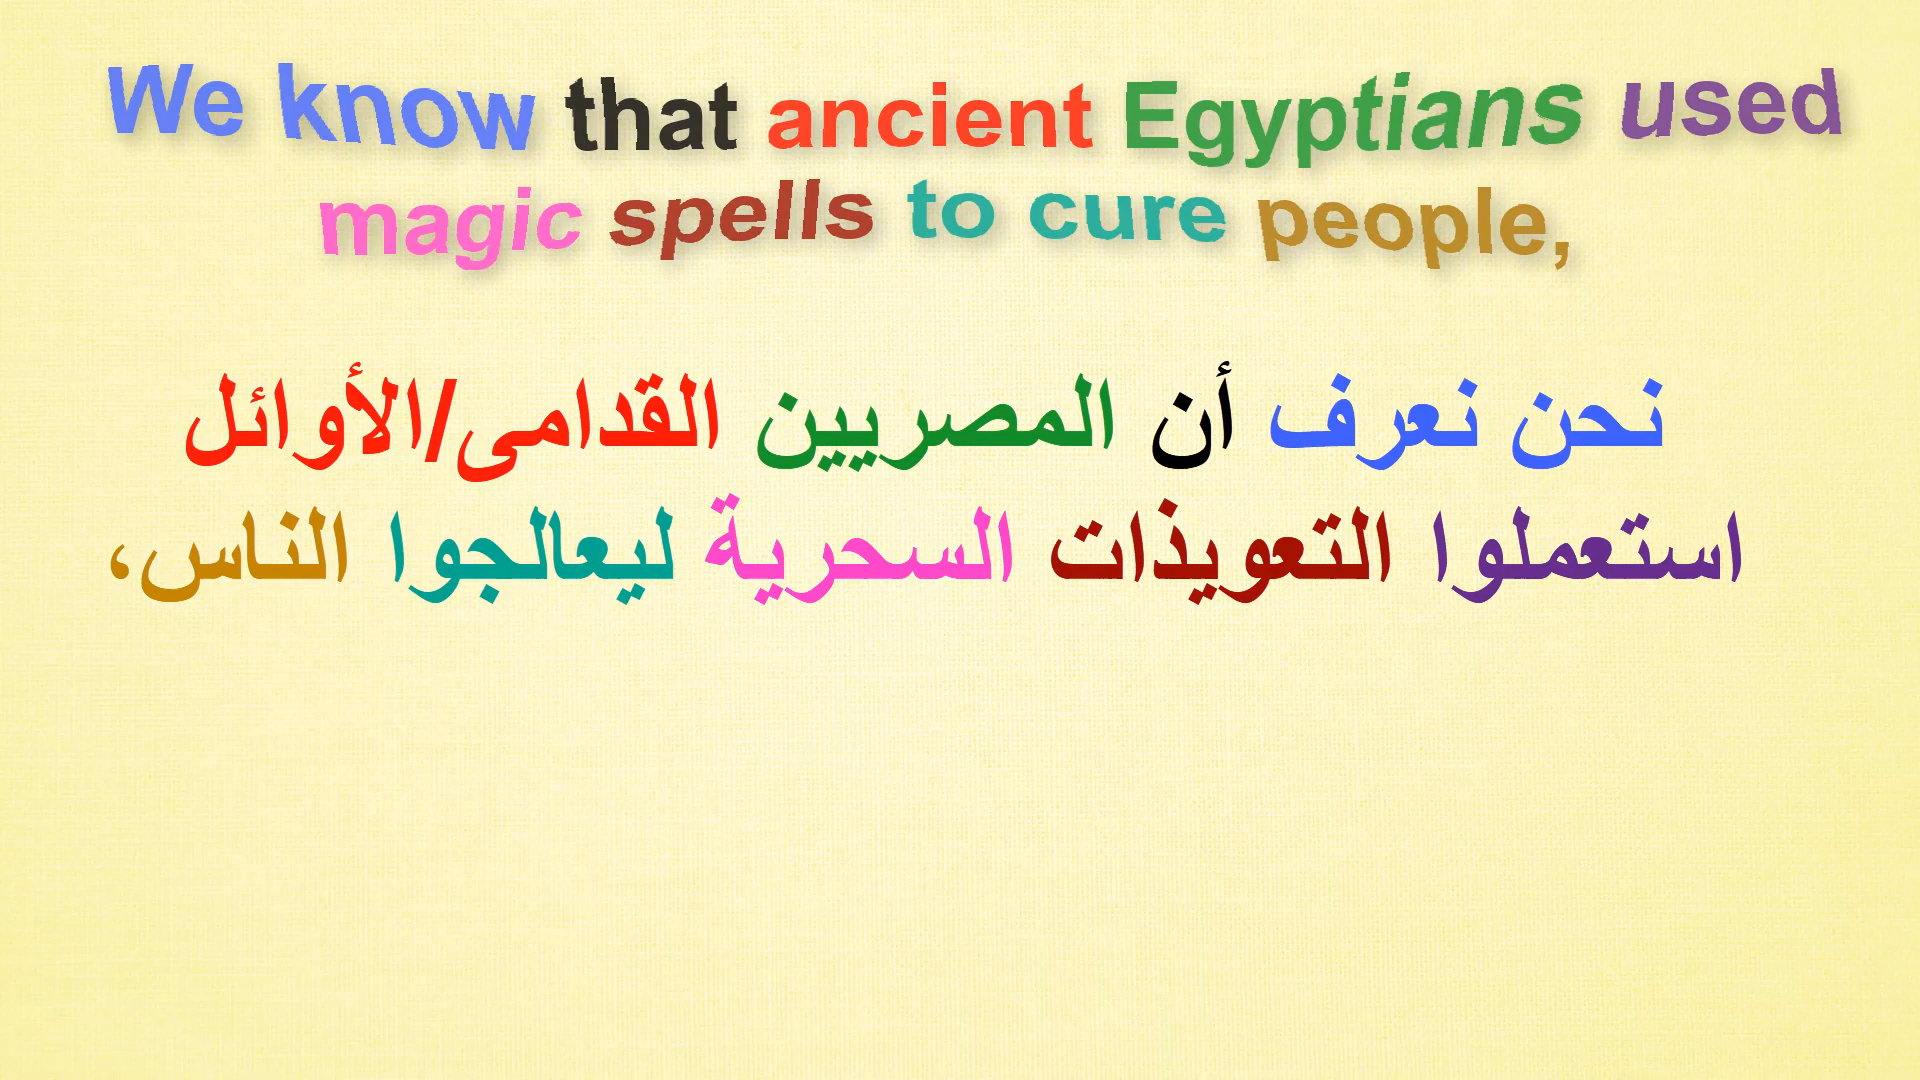 We know that ancient Egyptians used
magic spells to cure people,
نحن نعرف أن المصريين القدامى/الأوائل
استعملوا التعويذات السحرية ليعالجوا الناس،